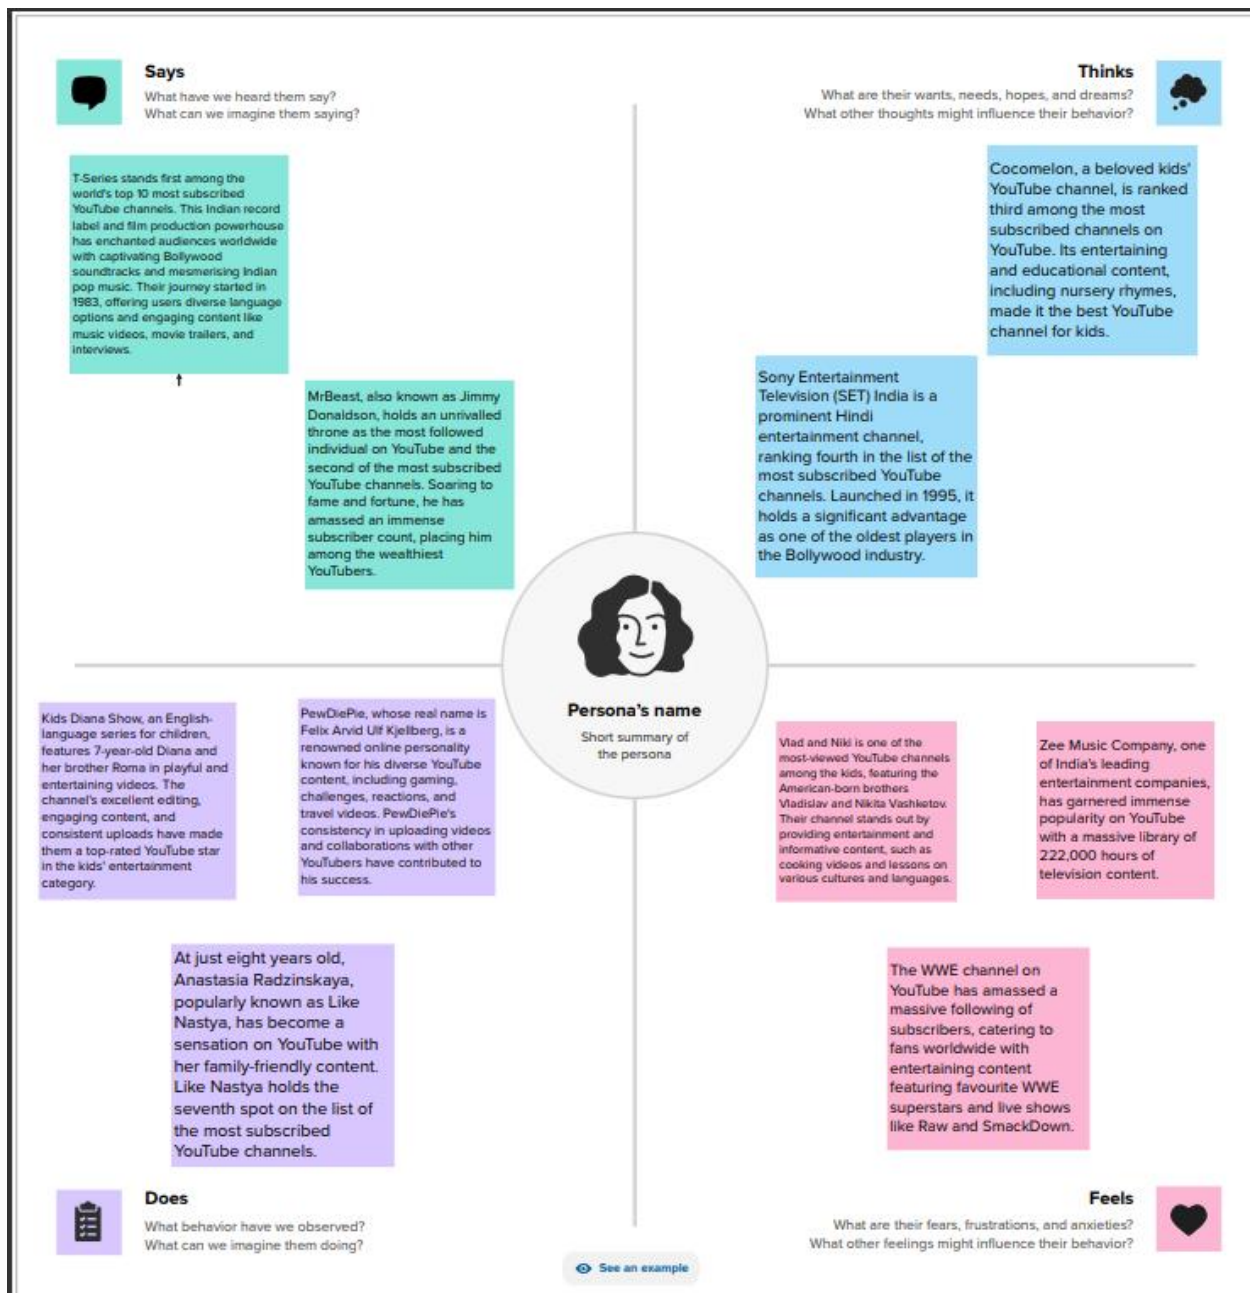 Says
What have we heard them say?
What can we imagine them saying?
T-Series stands first among the
world's top 10 most subscribed
YouTube channels. This Indian record
label and film production powerhouse
has enchanted audiences worldwide
with captivating Bollywood
soundtracks and mesmerising Indian
pop music. Their journey started in
1983, offering users diverse language
options and engaging content like
music videos, movie trailers, and
interviews.
MrBeast, also known as Jimmy
Donaldson, holds an unrivalled
throne as the most followed
individual on YouTube and the
second of the most subscribed
YouTube channels. Soaring to
fame and fortune, he has
amassed an immense
subscriber count, placing him
among the wealthiest
YouTubers.
Thinks
What are their wants, needs, hopes, and dreams?
What other thoughts might influence their behavior?
Cocomelon, a beloved kids'
YouTube channel, is ranked
third among the most
subscribed channels on
YouTube. Its entertaining
and educational content,
including nursery rhymes,
made it the best YouTube
channel for kids.
Sony Entertainment
Television (SET) India is a
prominent Hindi
entertainment channel,
ranking fourth in the list of the
most subscribed YouTube
channels. Launched in 1995, it
holds a significant advantage
as one of the oldest players in
the Bollywood industry.
Persona's name
Short summary of
the persona
Kids Diana Show, an English-
language series for children,
features 7-year-old Diana and
her brother Roma in playful and
entertaining videos. The
channel's excellent editing,
engaging content, and
consistent uploads have made
them a top-rated YouTube star
in the kids' entertainment
category.
PewDiePie, whose real name is
Felix Arvid Ulf Kjellberg, is a
renowned online personality
known for his diverse YouTube
content, including gaming,
challenges, reactions, and
travel videos. PewDiePie's
consistency in uploading videos
and collaborations with other
YouTubers have contributed to
his success.
At just eight years old,
Anastasia Radzinskaya,
popularly known as Like
Nastya, has become a
sensation on YouTube with
her family-friendly content.
Like Nastya holds the
seventh spot on the list of
the most subscribed
YouTube channels.
Does
What behavior have we observed?
What can we imagine them doing?
Vlad and Niki is one of the
most-viewed YouTube channels
among the kids, featuring the
American-born brothers
Vladislav and Nikita Vashketov.
Their channel stands out by
providing entertainment and
informative content, such as
cooking videos and lessons on
various cultures and languages.
Zee Music Company, one
of India's leading
entertainment companies,
has garnered immense
popularity on YouTube
with a massive library of
222,000 hours of
television content.
The WWE channel on
YouTube has amassed a
massive following of
subscribers, catering to
fans worldwide with
entertaining content
featuring favourite WWE
superstars and live shows
like Raw and SmackDown.
Feels
What are their fears, frustrations, and anxieties?
What other feelings might influence their behavior?
See an example